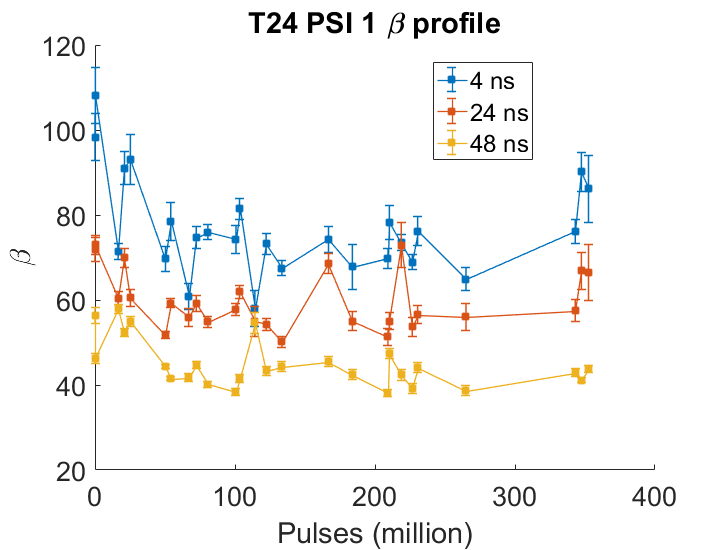 T24 PSI 1 β profile
120
100
80
60
40
20
β
4 ns
24 ns
48 ns
0
100
200
300
400
Pulses (million)